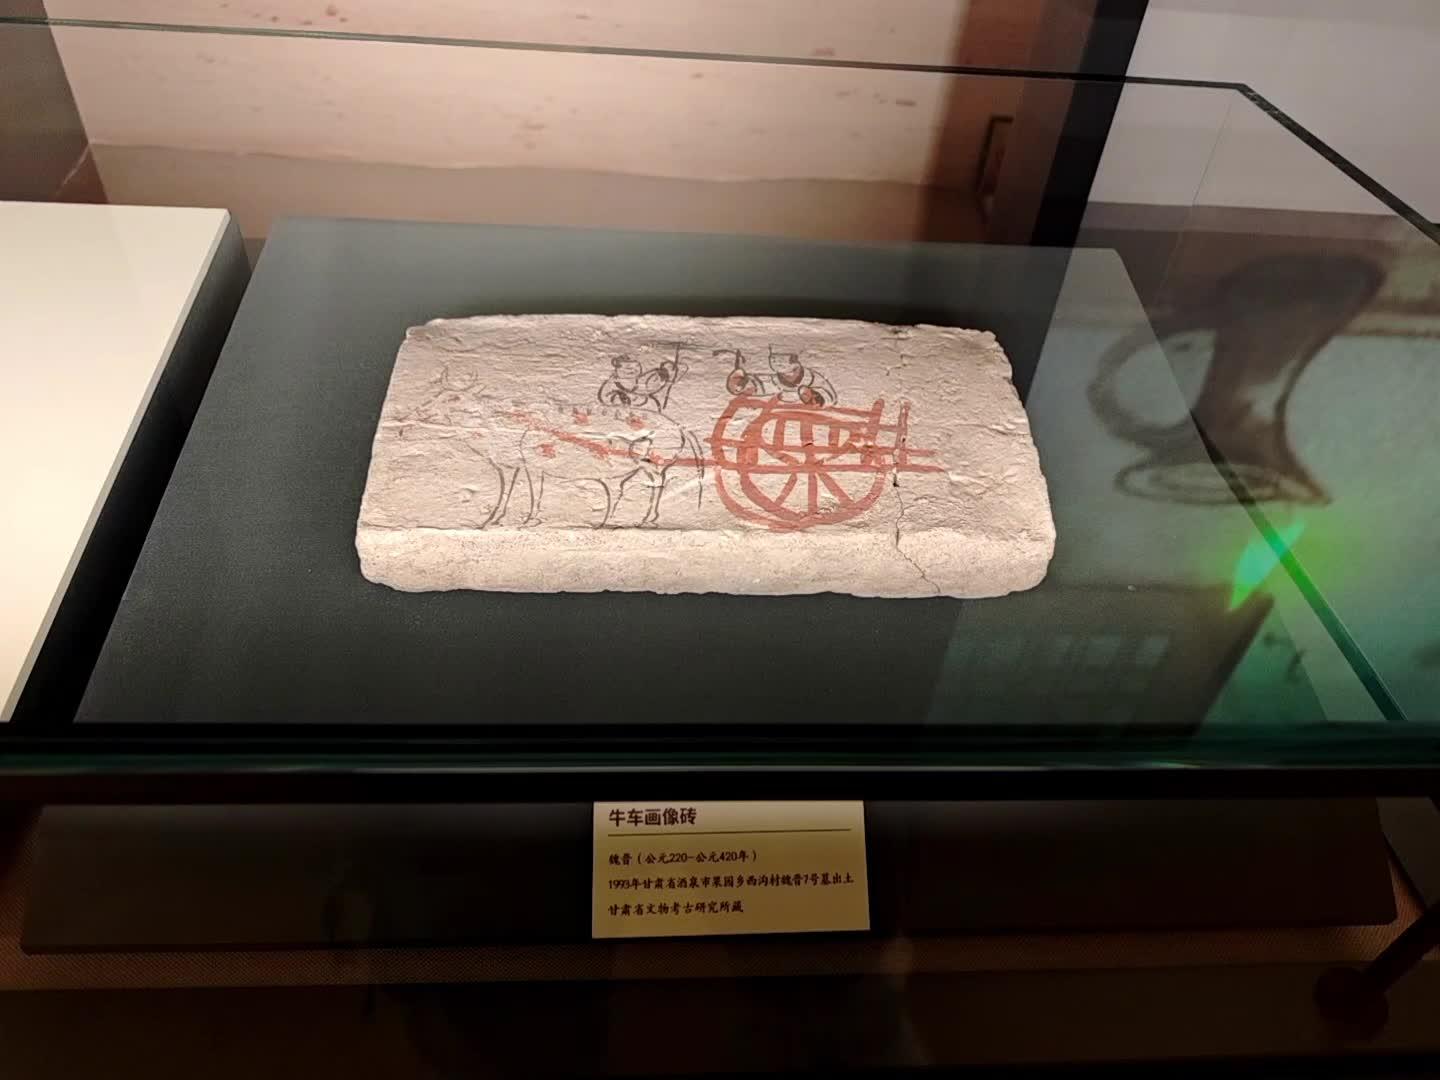 牛车画像砖
魏晋（公元220-公元420年）
1993年甘肃省酒泉市果园乡西沟村魏晋7号墓出土
甘肃省文物考古研究所藏